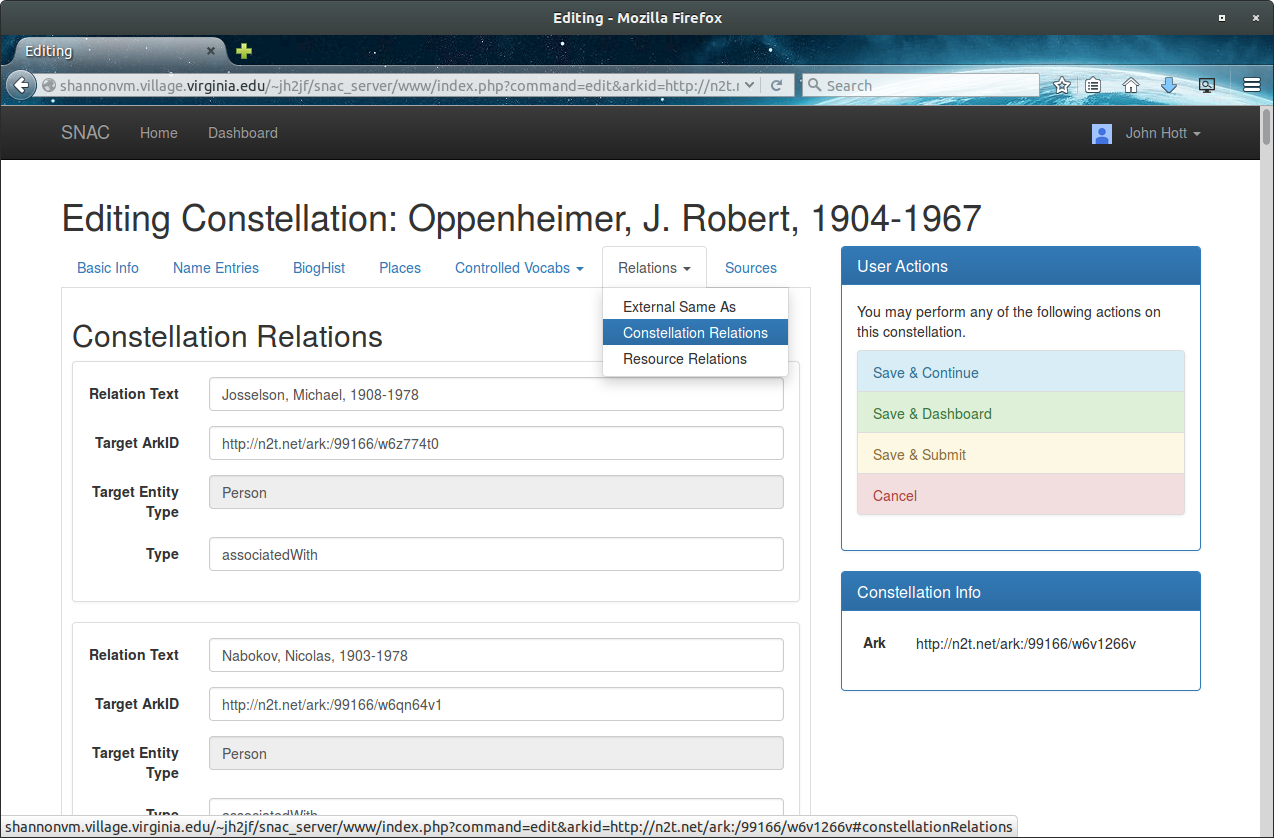 Editing - Mozilla Firefox
Editing
shannonvm.village.virginia.edu/~jh2jf/snac_server/www/index.php?command=edit&arkid=http://n2t.r
Search
SNAC Home Dashboard John Hott
Editing Constellation: Oppenheimer, J. Robert, 1904-1967
Basic Info Name Entries BiogHist Places Controlled Vocabs Relations Sources
External Same As
Constellation Relations
Resource Relations
Constellation Relations
Relation Text Josselson, Michael, 1908-1978
Target ArkID http://n2t.net/ark:/99166/w6z774t0
Target Entity Type Person
Type associatedWith
Relation Text Nabokov, Nicolas, 1903-1978
Target ArkID http://n2t.net/ark:/99166/w6qn64v1
Target Entity Type Person
Type associatedWith
User Actions
You may perform any of the following actions on
this constellation.
Save & Continue
Save & Dashboard
Save & Submit
Cancel
Constellation Info
Ark http://n2t.net/ark:/99166/w6v1266v
shannonvm.village.virginia.edu/~jh2jf/snac_server/www/index.php?command=edit&arkid=http://n2t.net/ark:/99166/w6v1266v#constellationRelations